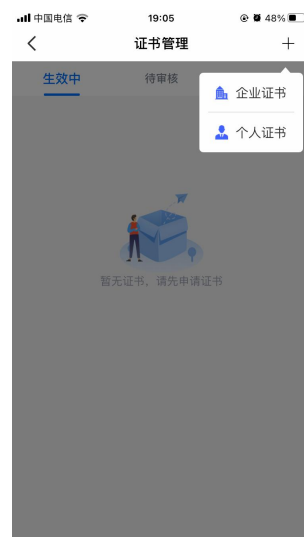 中国电信 19:05 48%
证书管理
生效中 待审核
企业证书
个人证书
暂无证书，请先申请证书